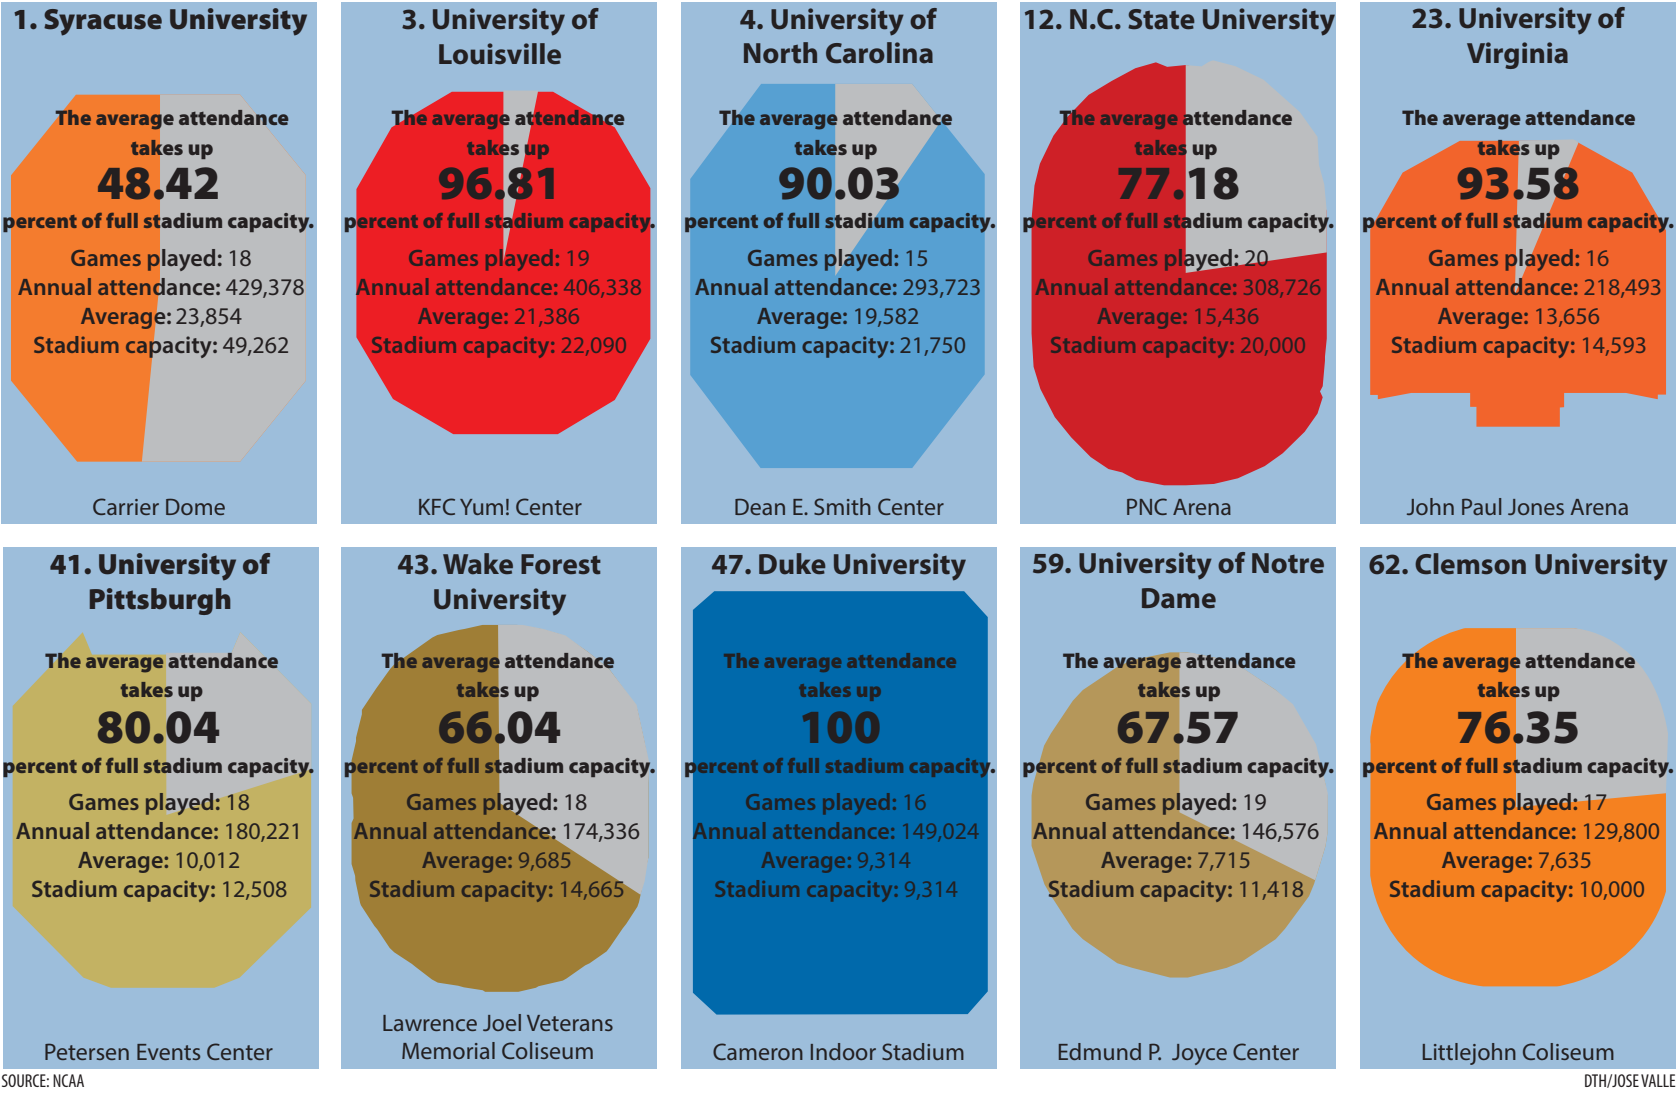 1. Syracuse University
The average attendance
takes up
48.42
percent of full stadium capacity.
Games played: 18
Annual attendance: 429,378
Average: 23,854
Stadium capacity: 49,262
Carrier Dome
3. University of
Louisville
The average attendance
takes up
96.81
percent of full stadium capacity.
Games played: 19
Annual attendance: 406,338
Average: 21,386
Stadium capacity: 22,090
KFC Yum! Center
4. University of
North Carolina
The average attendance
takes up
90.03
percent of full stadium capacity.
Games played: 15
Annual attendance: 293,723
Average: 19,582
Stadium capacity: 21,750
Dean E. Smith Center
12. N.C. State University
The average attendance
takes up
77.18
percent of full stadium capacity.
Games played: 20
Annual attendance: 308,726
Average: 15,436
Stadium capacity: 20,000
PNC Arena
23. University of
Virginia
The average attendance
takes up
93.58
percent of full stadium capacity.
Games played: 16
Annual attendance: 218,493
Average: 13,656
Stadium capacity: 14,593
John Paul Jones Arena
41. University of
Pittsburgh
The average attendance
takes up
80.04
percent of full stadium capacity.
Games played: 18
Annual attendance: 180,221
Average: 10,012
Stadium capacity: 12,508
Petersen Events Center
43. Wake Forest
University
The average attendance
takes up
66.04
percent of full stadium capacity.
Games played: 18
Annual attendance: 174,336
Average: 9,685
Stadium capacity: 14,665
Lawrence Joel Veterans
Memorial Coliseum
47. Duke University
The average attendance
takes up
100
percent of full stadium capacity.
Games played: 16
Annual attendance: 149,024
Average: 9,314
Stadium capacity: 9,314
Cameron Indoor Stadium
59. University of Notre
Dame
The average attendance
takes up
67.57
percent of full stadium capacity.
Games played: 19
Annual attendance: 146,576
Average: 7,715
Stadium capacity: 11,418
Edmund P. Joyce Center
62. Clemson University
The average attendance
takes up
76.35
percent of full stadium capacity.
Games played: 17
Annual attendance: 129,800
Average: 7,635
Stadium capacity: 10,000
Littlejohn Coliseum
SOURCE: NCAA
DTH/JOSE VALLE